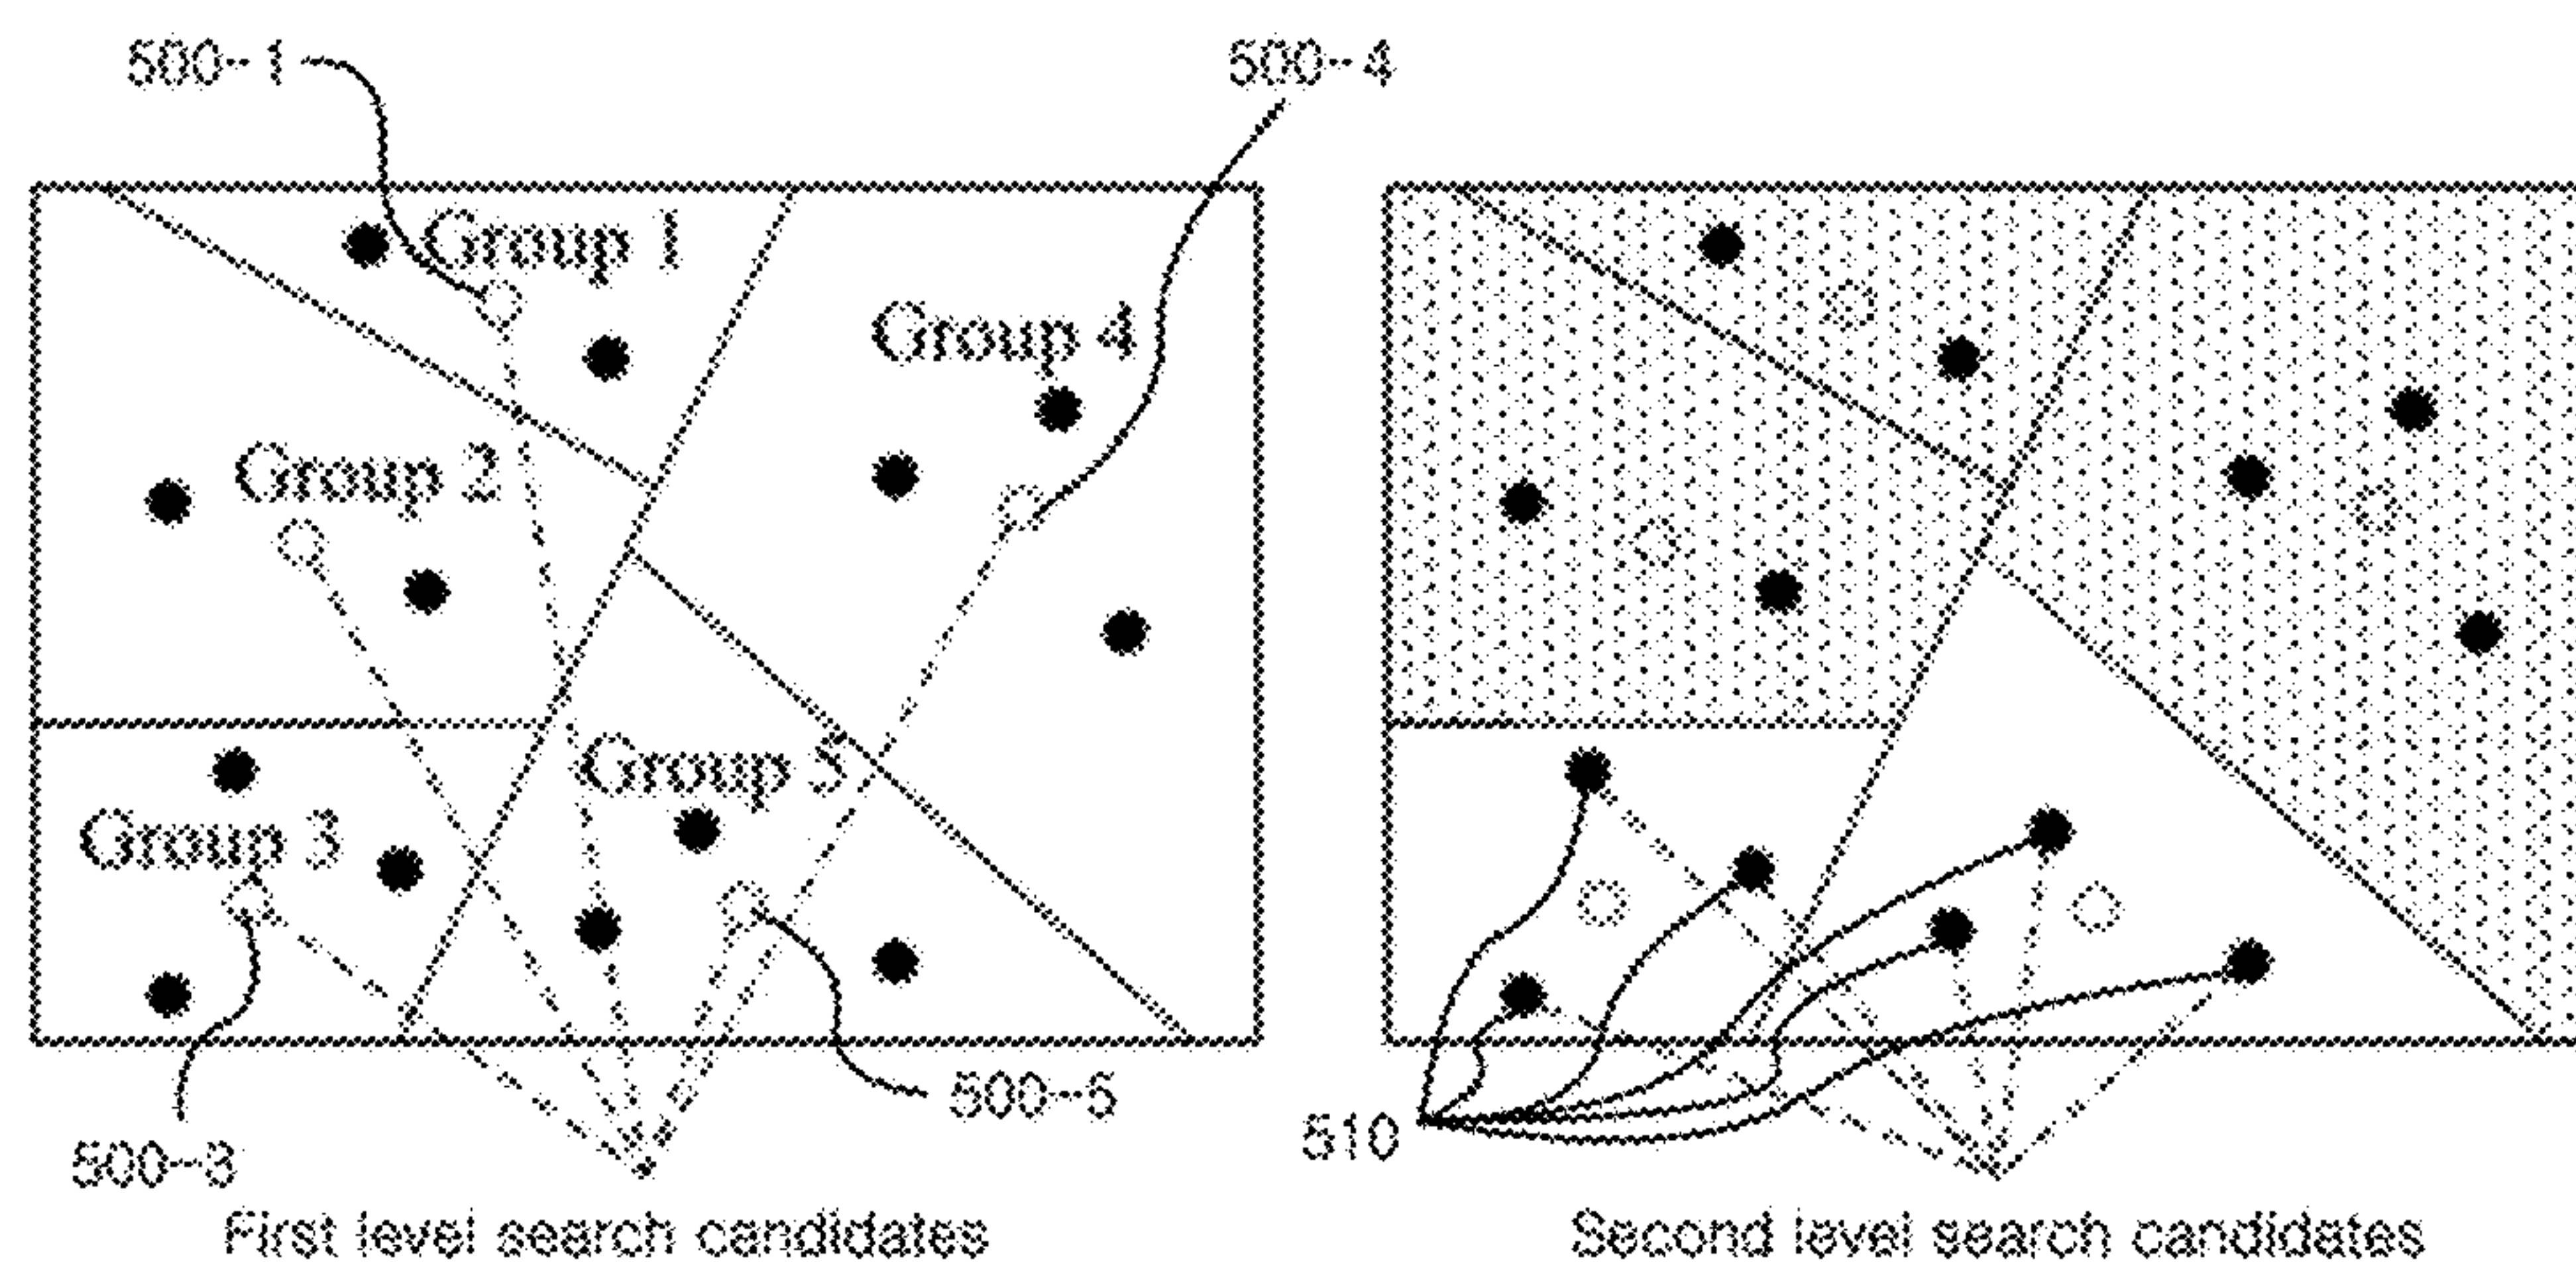 500-1
500-4
Group 1
Group 4
Group 2
Group 5
Group 3
500-5
510
500-3
First level search candidates
Second level search candidates